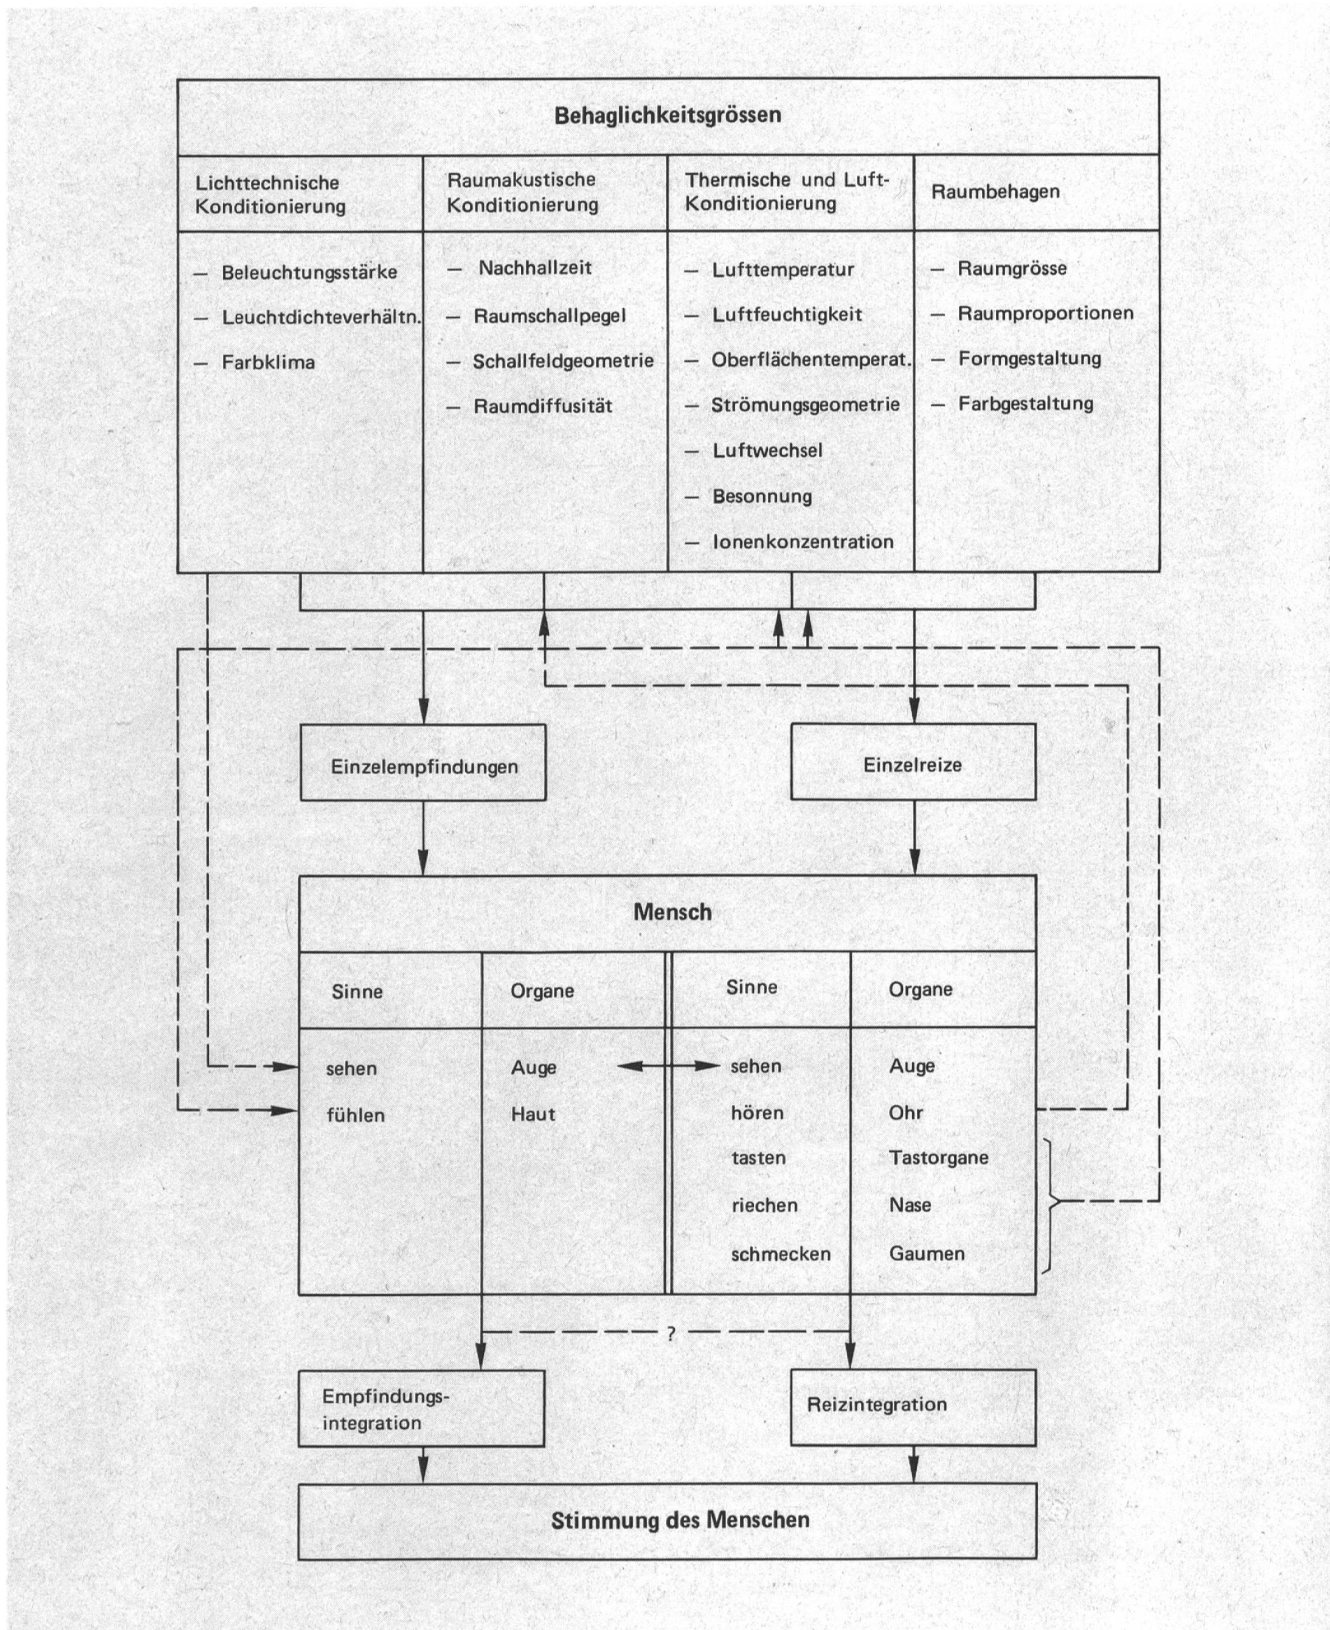 Behaglichkeitsgrössen
Lichttechnische
Konditionierung
Raumakustische
Konditionierung
Thermische und Luft-
Konditionierung
Raumbehagen
— Beleuchtungsstärke
— Leuchtdichteverhältn.
— Farbklima
— Nachhallzeit
— Raumschallpegel
— Schallfeldgeometrie
— Raumdiffusität
— Lufttemperatur
— Luftfeuchtigkeit
— Oberflächentemperat.
— Strömungsgeometrie
— Luftwechsel
— Besonnung
— Ionenkonzentration
— Raumgrösse
— Raumproportionen
— Formgestaltung
— Farbgestaltung
Einzelempfindungen
Einzelreize
Mensch
Sinne
Organe
Sinne
Organe
sehen
Auge
sehen
Auge
fühlen
Haut
hören
Ohr
tasten
Tastorgane
riechen
Nase
schmecken
Gaumen
?
Empfindungs-
integration
Reizintegration
Stimmung des Menschen